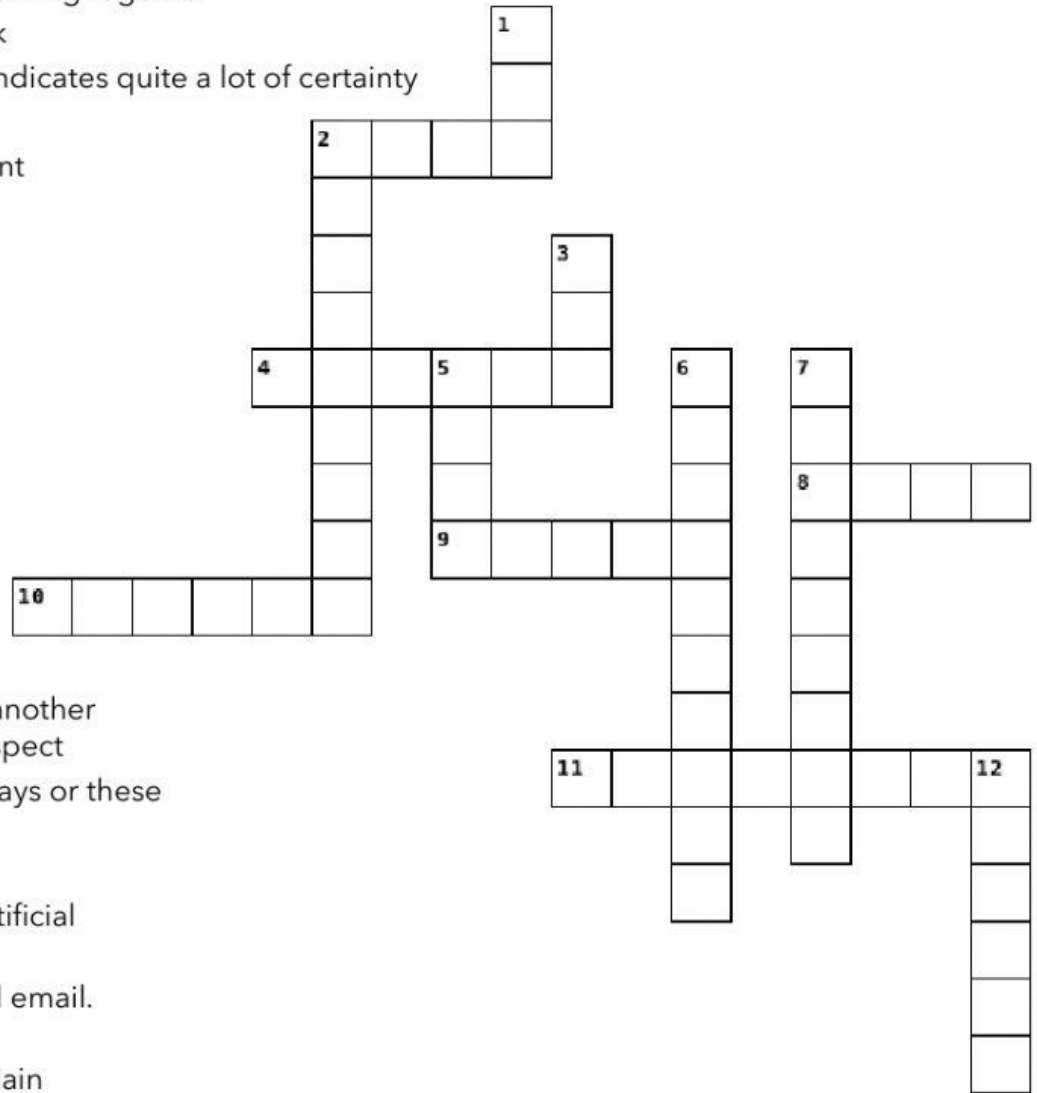 k
1
ndicates quite a lot of certainty
2
nt
3
4 5 6 7
8
9
10
another
spect
ays or these
11 12
tificial
email.
ain